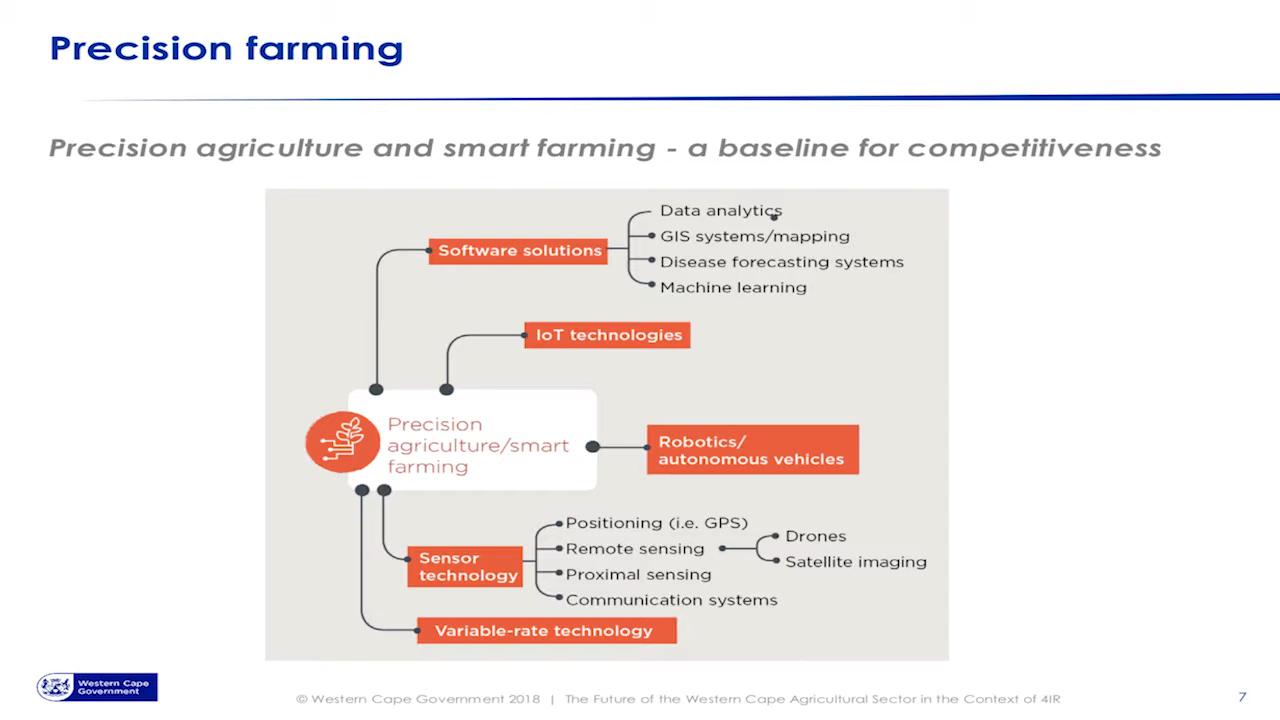 Precision farming
Precision agriculture and smart farming - a baseline for competitiveness
Data analytics
Software solutions
GIS systems/mapping
Disease forecasting systems
Machine learning
IoT technologies
Precision
agriculture/smart
farming
Robotics/
autonomous vehicles
Positioning (i.e. GPS)
Sensor
technology
Remote sensing
Drones
Satellite imaging
Proximal sensing
Communication systems
Variable-rate technology
Western Cape
Government
© Western Cape Government 2018 | The Future of the Western Cape Agricultural Sector in the Context of 4IR
7